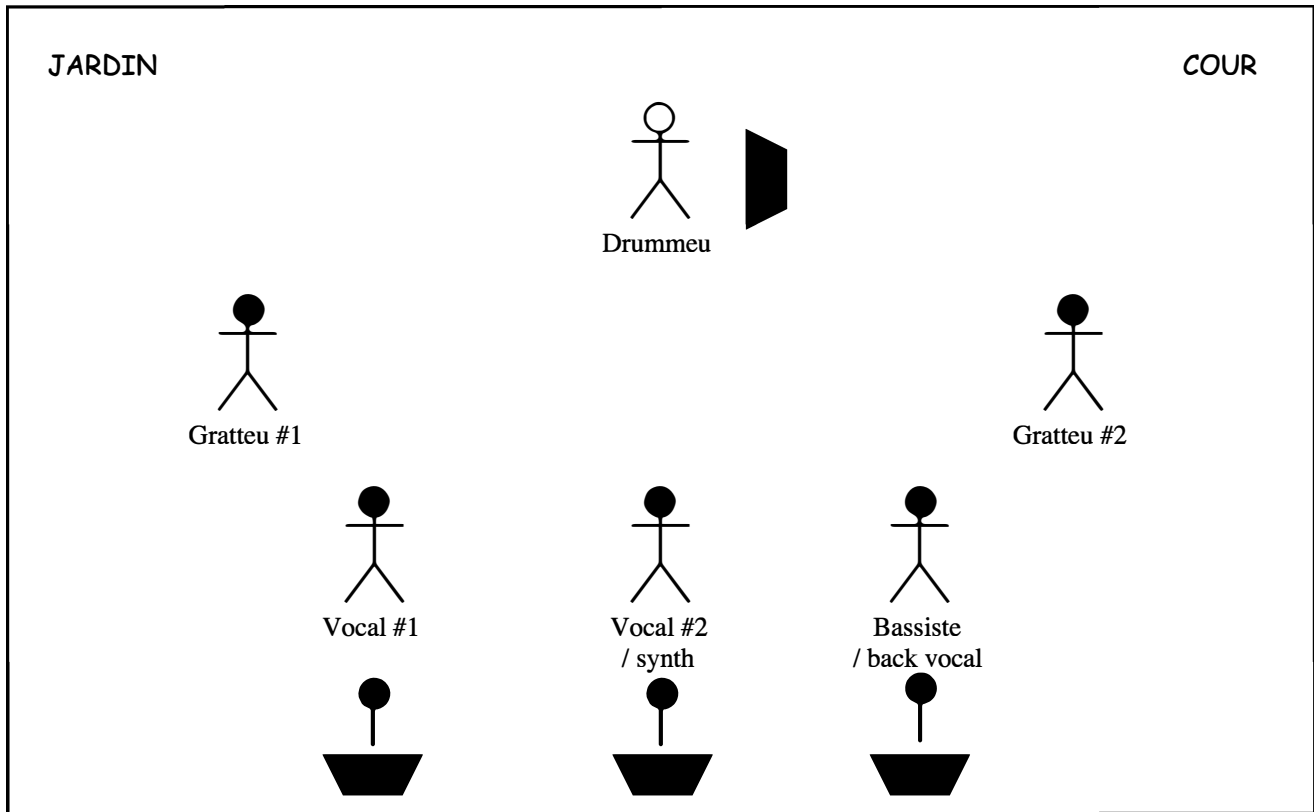 JARDIN
COUR
Drummeu
Gratteu #1
Gratteu #2
Vocal #1
Vocal #2
/ synth
Bassiste
/ back vocal